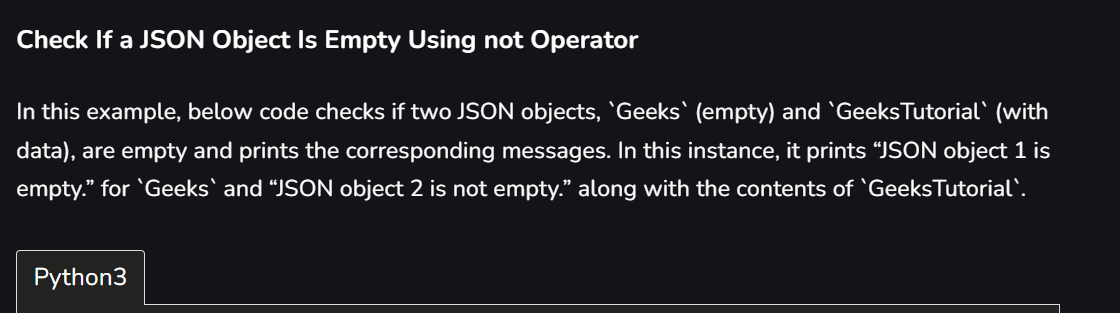 Check If a JSON Object Is Empty Using not Operator
In this example, below code checks if two JSON objects, `Geeks` (empty) and `GeeksTutorial` (with
data), are empty and prints the corresponding messages. In this instance, it prints “JSON object 1 is
empty.” for `Geeks` and “JSON object 2 is not empty.” along with the contents of `GeeksTutorial`.
Python3